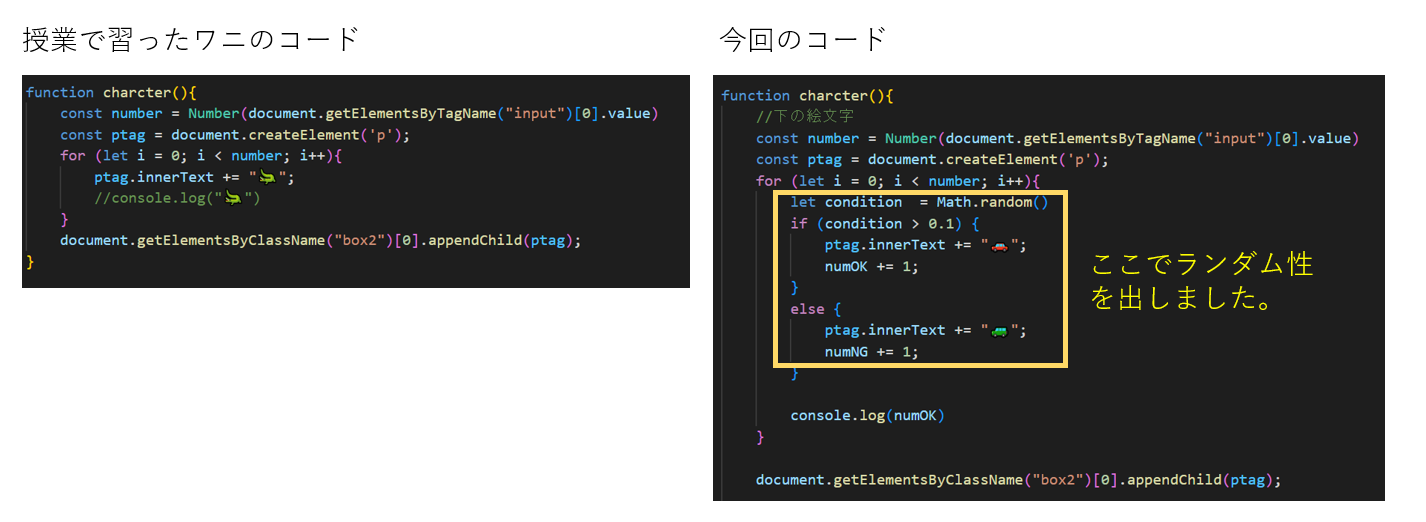 授業で習ったワニのコード
function charcter(){
const number = Number(document.getElementsByTagName("input")[0].value)
const ptag = document.createElement('p');
for (let i = 0; i < number; i++){
ptag.innerText += "🐊";
//console.log("🐊")
}
document.getElementsByClassName("box2")[0].appendChild(ptag);
}
今回のコード
function charcter(){
//下の絵文字
const number = Number(document.getElementsByTagName("input")[0].value)
const ptag = document.createElement('p');
for (let i = 0; i < number; i++){
let condition  = Math.random()
if (condition > 0.1) {
ptag.innerText += "🚗";
numOK += 1;
}
else {
ptag.innerText += "🚙";
numNG += 1;
}
console.log(numOK)
}
document.getElementsByClassName("box2")[0].appendChild(ptag);
ここでランダム性
を出しました。